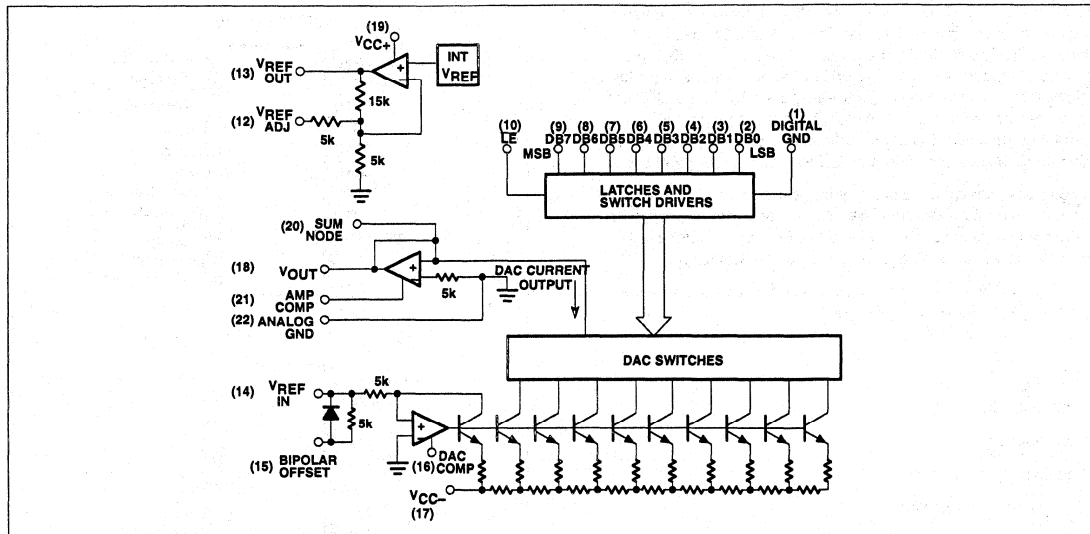 (19)
VCC+
(13) VREF OUT
INT VREF
15k
(12) VREF ADJ
5k
5k
(10) (9) (8) (7) (6) (5) (4) (3) (2) (1)
LE DB7 DB6 DB5 DB4 DB3 DB2 DB1 DB0 DIGITAL GND
MSB LSB
LATCHES AND
SWITCH DRIVERS
(20) SUM
NODE
(18) VOUT
DAC CURRENT
OUTPUT
5k
(21) AMP
COMP
(22) ANALOG
GND
DAC SWITCHES
(14) VREF IN
5k
5k
(15) BIPOLAR
OFFSET
(16) DAC
COMP
VCC–
(17)